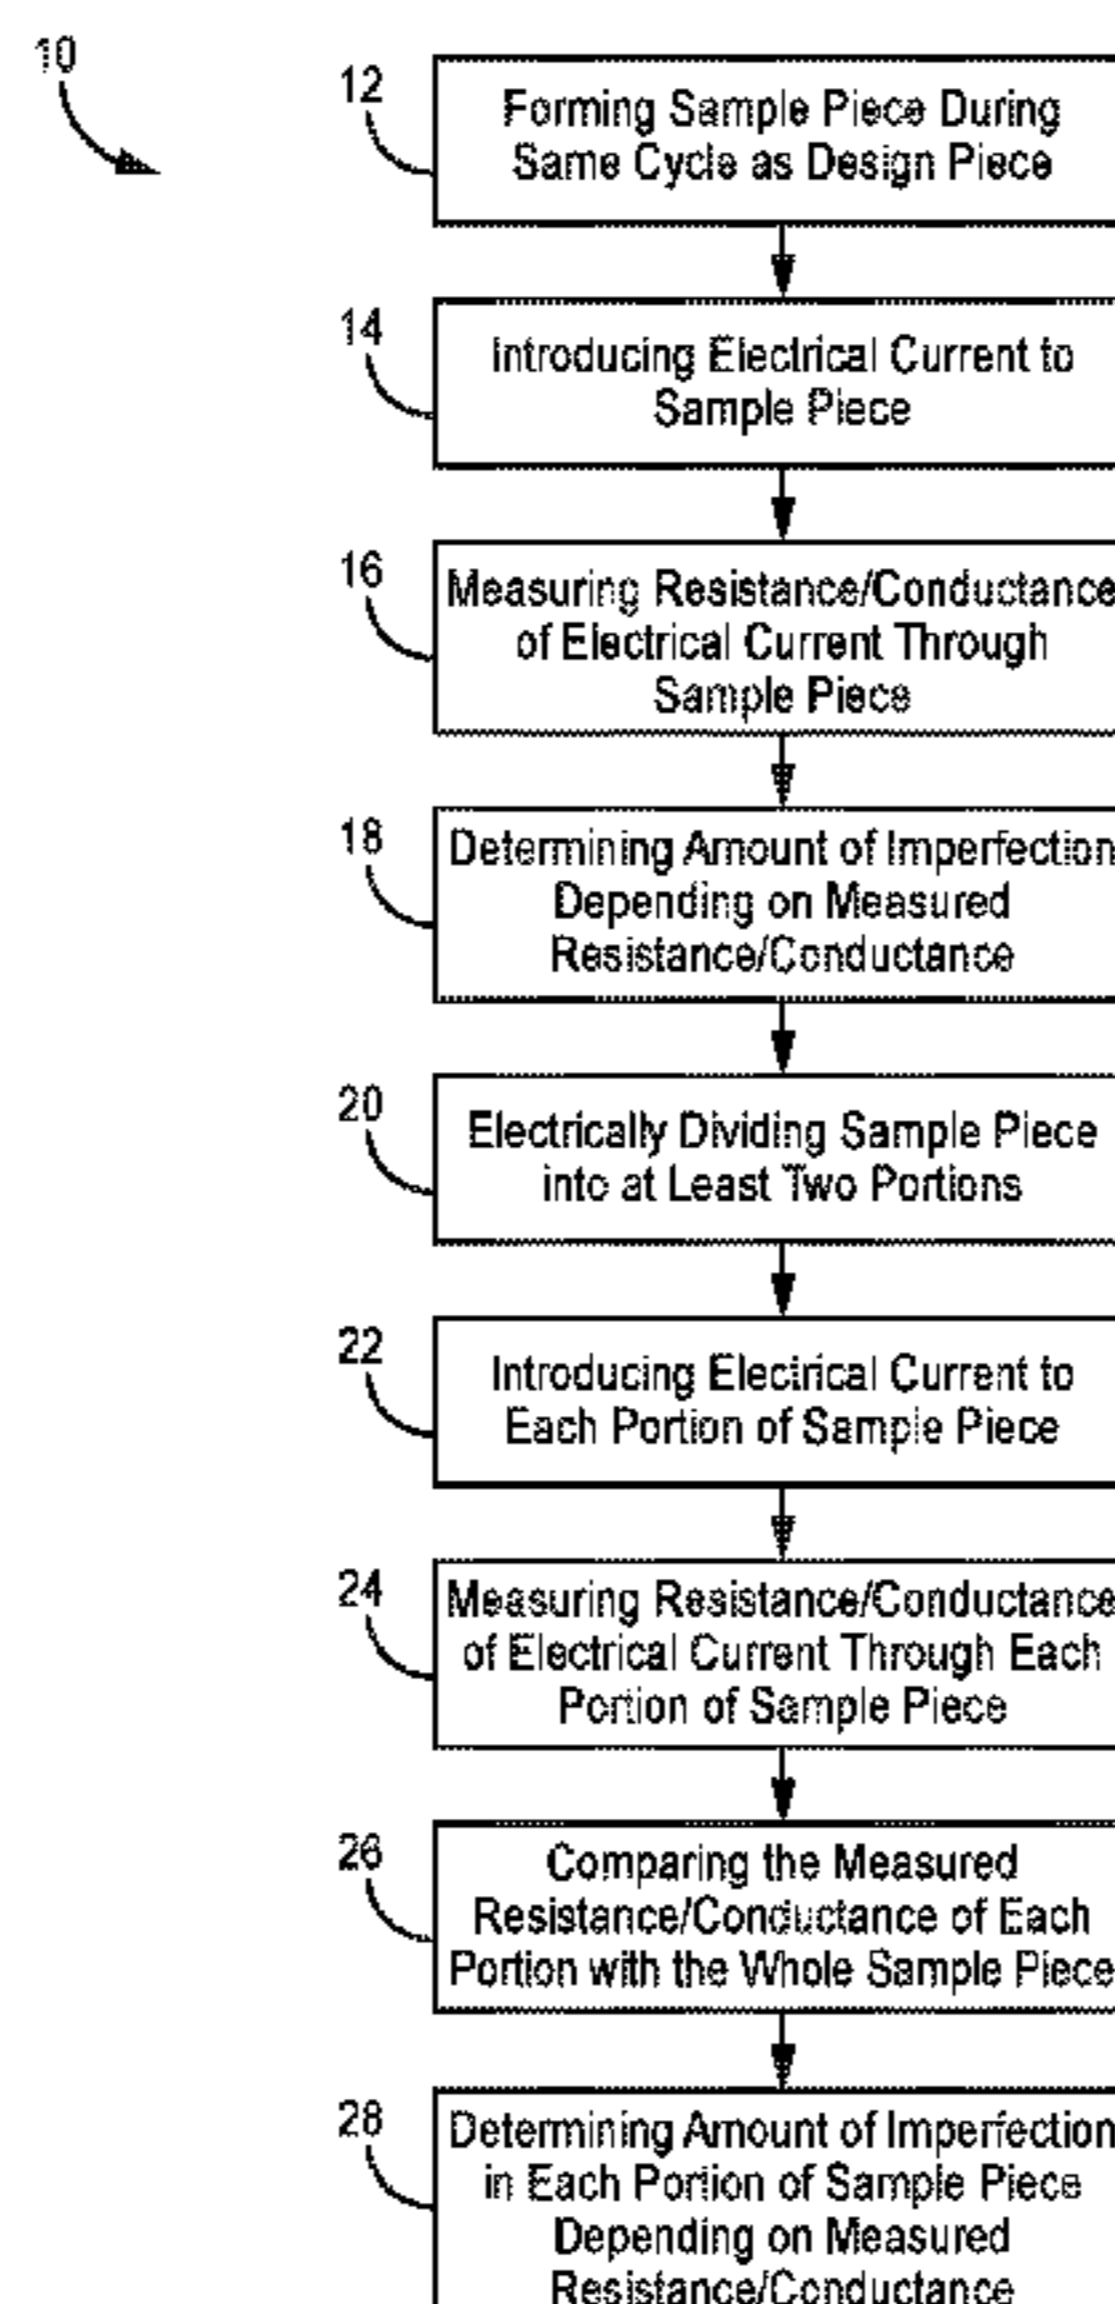 10
12
Forming Sample Piece During
Same Cycle as Design Piece
14
Introducing Electrical Current to
Sample Piece
16
Measuring Resistance/Conductance
of Electrical Current Through
Sample Piece
18
Determining Amount of Imperfection
Depending on Measured
Resistance/Conductance
20
Electrically Dividing Sample Piece
into at Least Two Portions
22
Introducing Electrical Current to
Each Portion of Sample Piece
24
Measuring Resistance/Conductance
of Electrical Current Through Each
Portion of Sample Piece
26
Comparing the Measured
Resistance/Conductance of Each
Portion with the Whole Sample Piece
28
Determining Amount of Imperfection
in Each Portion of Sample Piece
Depending on Measured
Resistance/Conductance